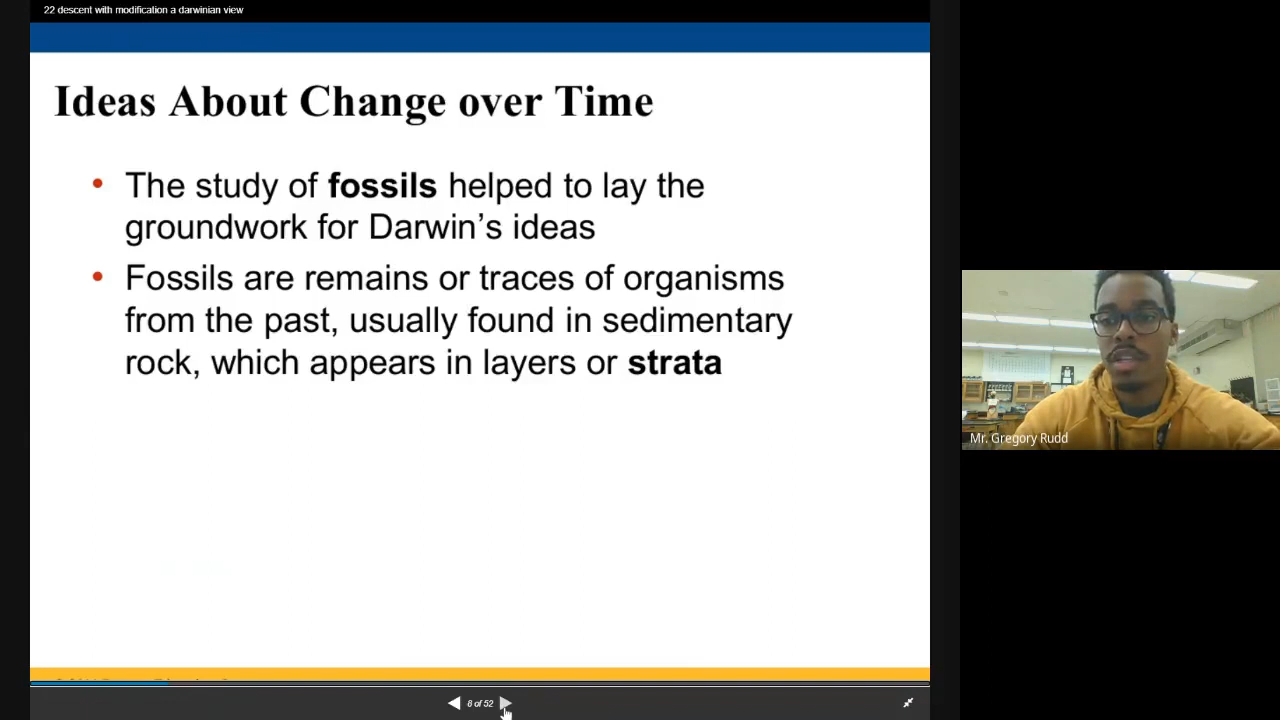 22 descent with modification a darwinian view
Ideas About Change over Time
• The study of fossils helped to lay the
groundwork for Darwin’s ideas
• Fossils are remains or traces of organisms
from the past, usually found in sedimentary
rock, which appears in layers or strata
Mr. Gregory Rudd
8 of 52